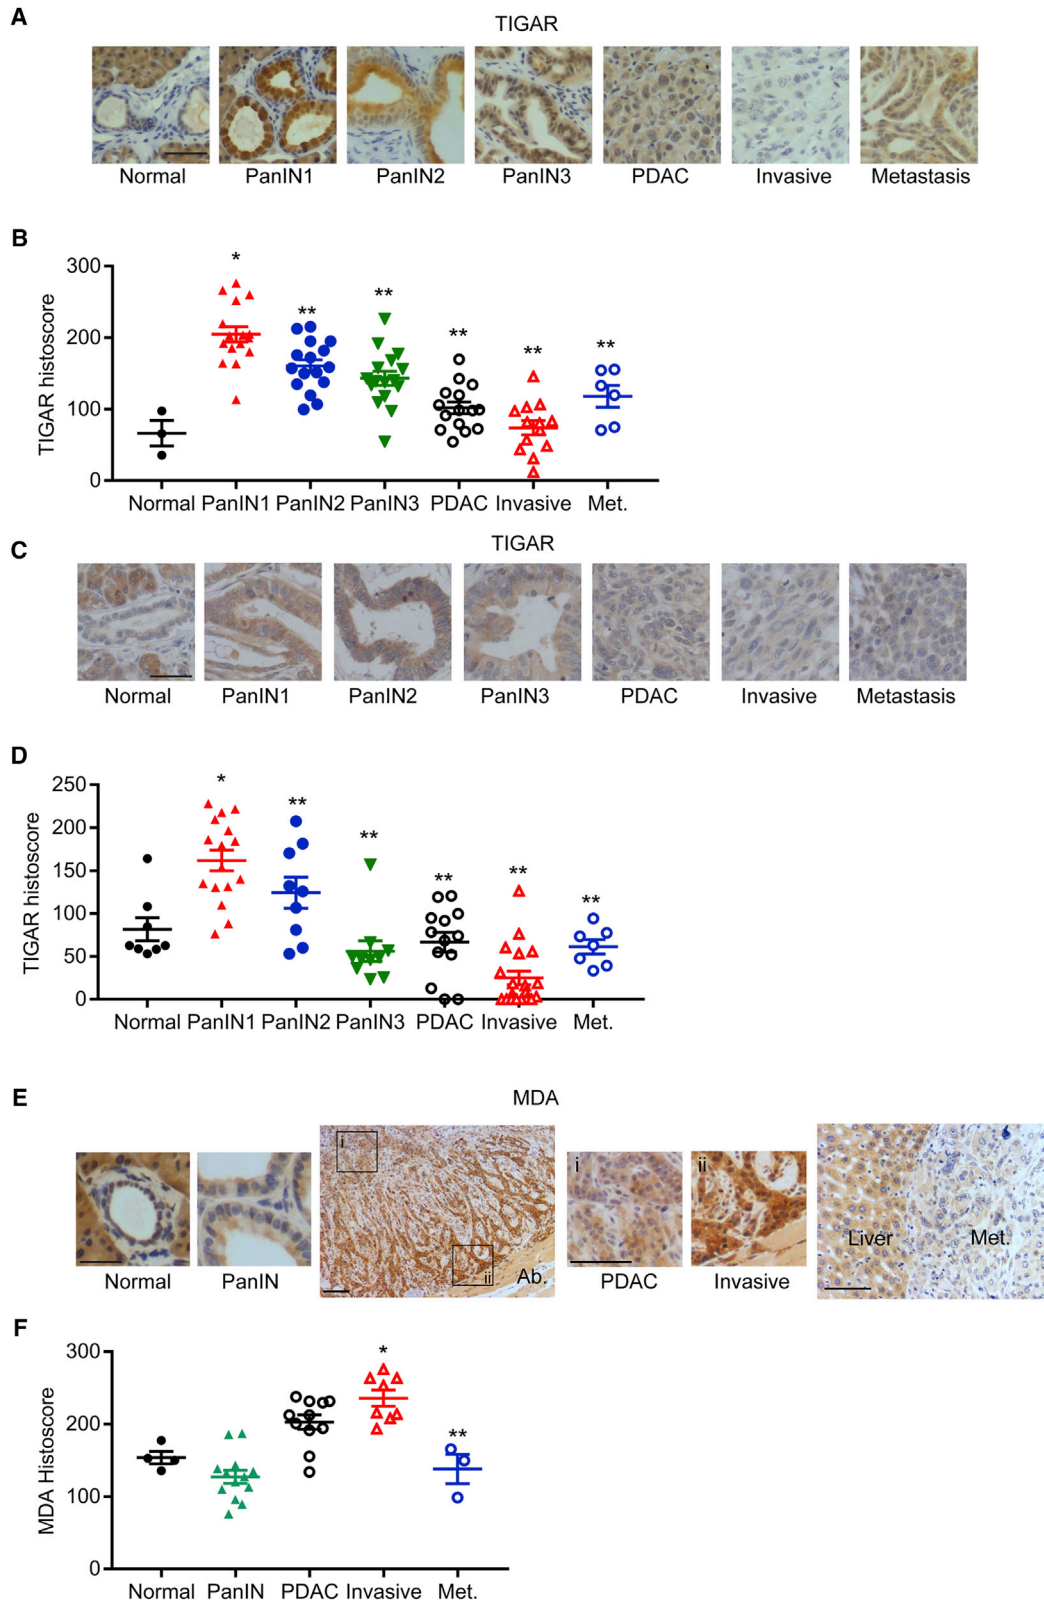 A
TIGAR
Normal PanIN1 PanIN2 PanIN3 PDAC Invasive Metastasis
B
300
200
100
0
TIGAR histoscore
* ** ** ** ** **
Normal PanIN1 PanIN2 PanIN3 PDAC Invasive Met.
C
TIGAR
Normal PanIN1 PanIN2 PanIN3 PDAC Invasive Metastasis
D
250
200
150
100
50
0
TIGAR histoscore
* ** ** ** ** **
Normal PanIN1 PanIN2 PanIN3 PDAC Invasive Met.
E
MDA
i
ii
Ab.
i
ii
Liver Met.
Normal PanIN PDAC Invasive
F
300
200
100
0
MDA Histoscore
* **
Normal PanIN PDAC Invasive Met.